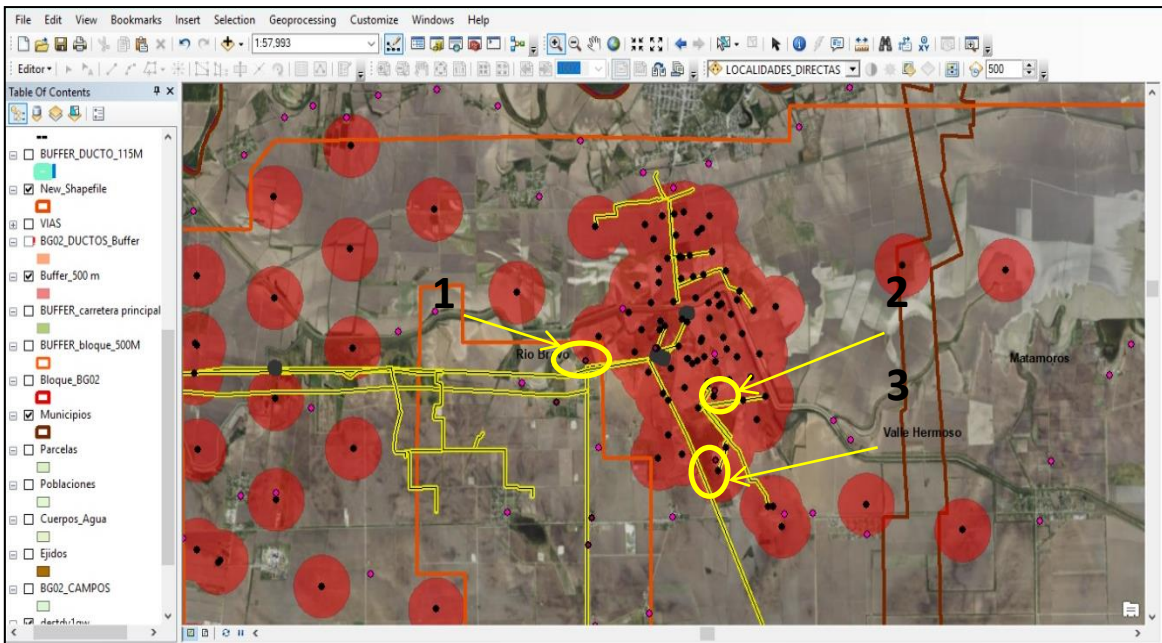 File Edit View Bookmarks Insert Selection Geoprocessing Customize Windows Help
1:57,993
Editor
LOCALIDADES_DIRECTAS
500
Table Of Contents
BUFFER_DUCTO_115M
New_Shapefile
VIAS
BG02_DUCTOS_Buffer
Buffer_500 m
BUFFER_carretera principal
BUFFER_bloque_500M
Bloque_BG02
Municipios
Parcelas
Poblaciones
Cuerpos_Agua
Ejidos
BG02_CAMPOS
1
2
Rio Bravo
Matamoros
3
Valle Hermoso